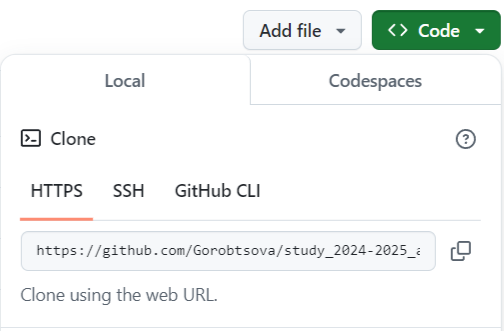 Add file
Code
Local
Codespaces
Clone
HTTPS
SSH
GitHub CLI
https://github.com/Gorobtsova/study_2024-2025_a
Clone using the web URL.